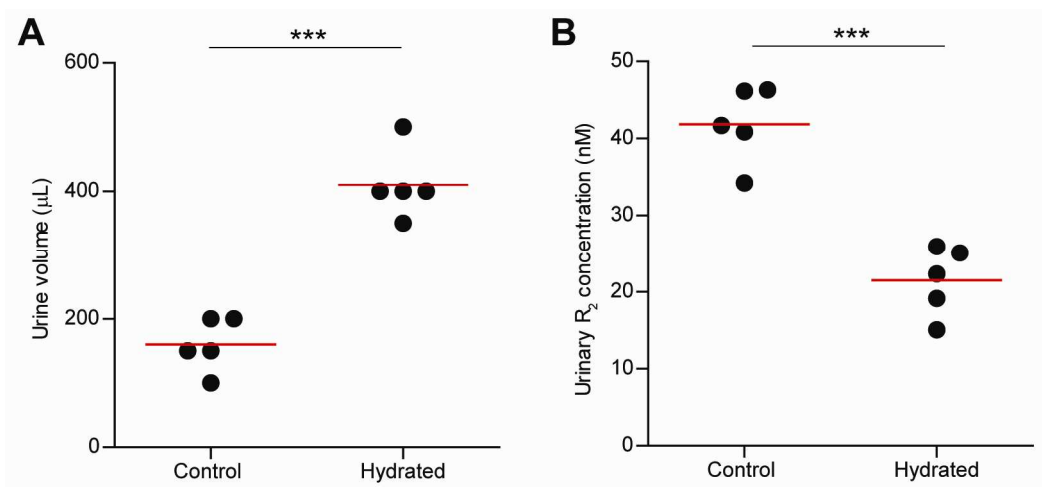 A
***
600
400
200
0
Urine volume (μL)
Control
Hydrated
B
***
50
40
30
20
10
0
Urinary R₂ concentration (nM)
Control
Hydrated